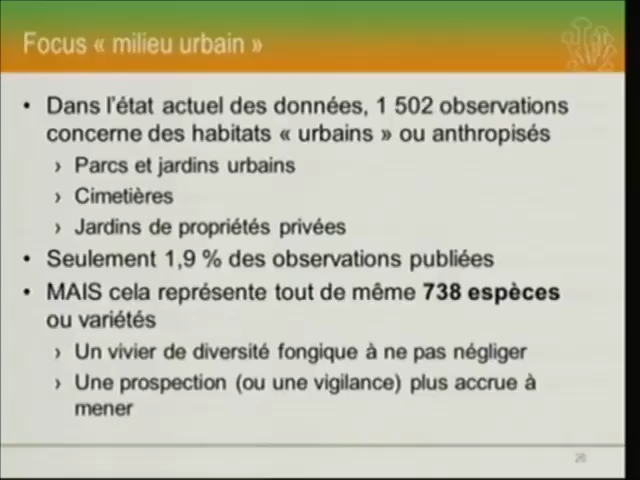 Focus « milieu urbain »
• Dans l'état actuel des données, 1 502 observations
concerne des habitats « urbains » ou anthropisés
› Parcs et jardins urbains
› Cimetières
› Jardins de propriétés privées
• Seulement 1,9 % des observations publiées
• MAIS cela représente tout de même 738 espèces
ou variétés
› Un vivier de diversité fongique à ne pas négliger
› Une prospection (ou une vigilance) plus accrue à
mener